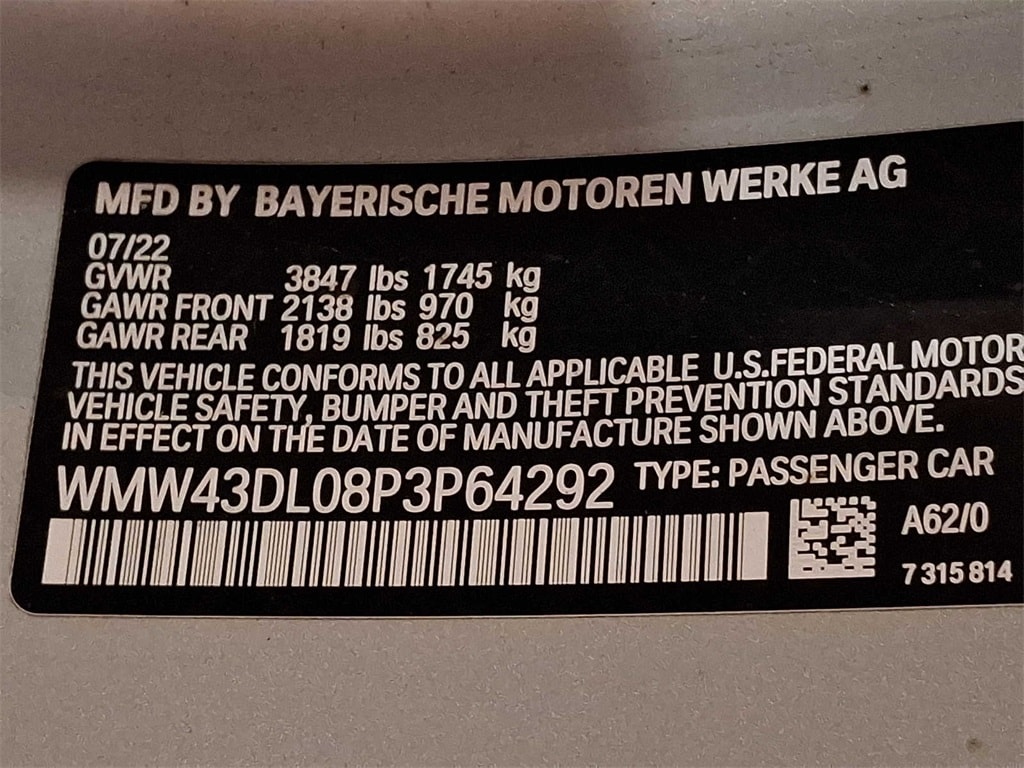 MFD BY BAYERISCHE MOTOREN WERKE AG
07/22
GVWR 3847 lbs 1745 kg
GAWR FRONT 2138 lbs 970 kg
GAWR REAR 1819 lbs 825 kg
THIS VEHICLE CONFORMS TO ALL APPLICABLE U.S.FEDERAL MOTOR
VEHICLE SAFETY, BUMPER AND THEFT PREVENTION STANDARDS
IN EFFECT ON THE DATE OF MANUFACTURE SHOWN ABOVE.
WMW43DL08P3P64292 TYPE: PASSENGER CAR
A62/0
7 315 814